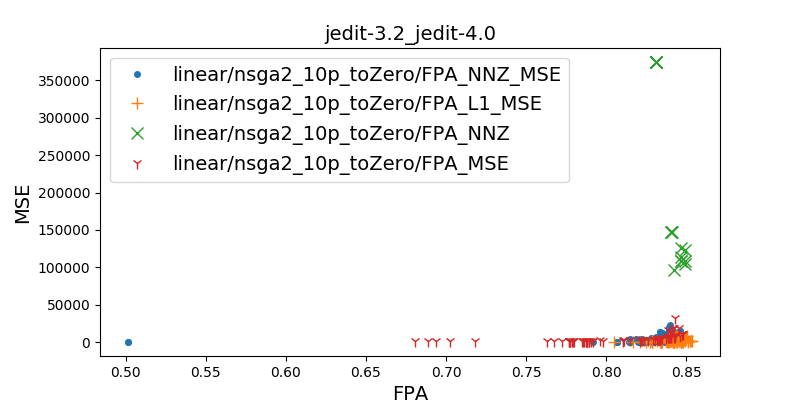 jedit-3.2_jedit-4.0
linear/nsga2_10p_toZero/FPA_NNZ_MSE
linear/nsga2_10p_toZero/FPA_L1_MSE
linear/nsga2_10p_toZero/FPA_NNZ
linear/nsga2_10p_toZero/FPA_MSE
MSE
350000
300000
250000
200000
150000
100000
50000
0
0.50 0.55 0.60 0.65 0.70 0.75 0.80 0.85
FPA